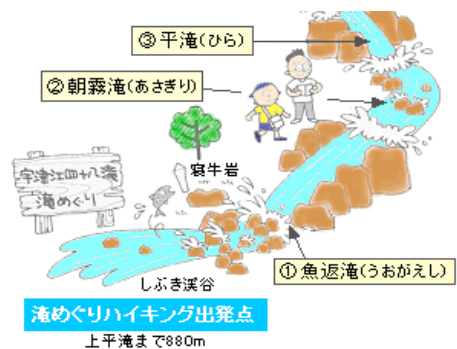 ③平滝(ひら)
②朝霧滝(あさぎり)
寝牛岩
宇津江四十八滝
滝めぐり
①魚返滝(うおがえし)
しぶき渓谷
滝めぐりハイキング出発点
上平滝まで880m